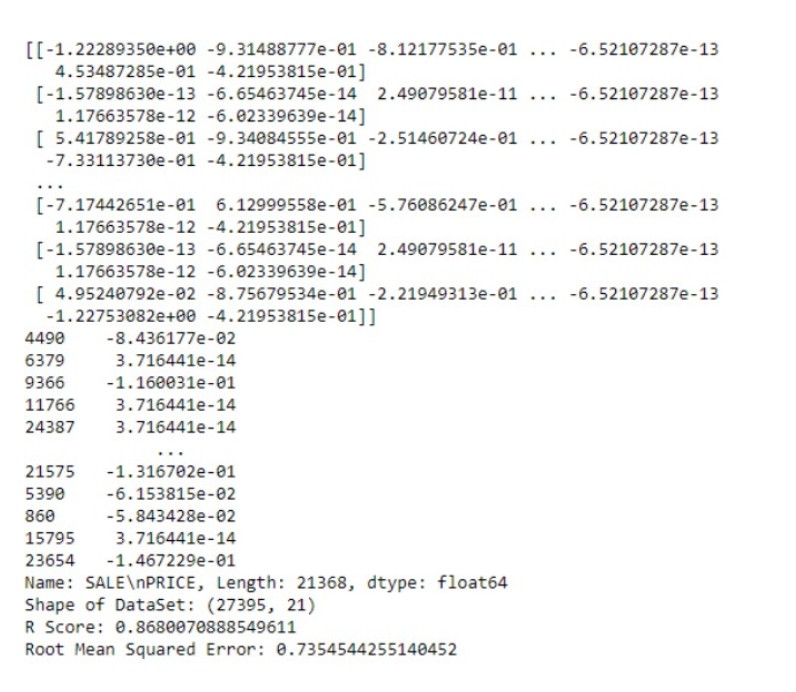 [[-1.22289350e+00 -9.31488777e-01 -8.12177535e-01 ... -6.52107287e-13
4.53487285e-01 -4.21953815e-01]
[-1.57898630e-13 -6.65463745e-14 2.49079581e-11 ... -6.52107287e-13
1.17663578e-12 -6.02339639e-14]
[ 5.41789258e-01 -9.34084555e-01 -2.51460724e-01 ... -6.52107287e-13
-7.33113730e-01 -4.21953815e-01]
...
[-7.17442651e-01 6.12999558e-01 -5.76086247e-01 ... -6.52107287e-13
1.17663578e-12 -4.21953815e-01]
[-1.57898630e-13 -6.65463745e-14 2.49079581e-11 ... -6.52107287e-13
1.17663578e-12 -6.02339639e-14]
[ 4.95240792e-02 -8.75679534e-01 -2.21949313e-01 ... -6.52107287e-13
-1.22753082e+00 -4.21953815e-01]]
4490 -8.436177e-02
6379 3.716441e-14
9366 -1.160031e-01
11766 3.716441e-14
24387 3.716441e-14
...
21575 -1.316702e-01
5390 -6.153815e-02
860 -5.843428e-02
15795 3.716441e-14
23654 -1.467229e-01
Name: SALE\nPRICE, Length: 21368, dtype: float64
Shape of DataSet: (27395, 21)
R Score: 0.8680070888549611
Root Mean Squared Error: 0.7354544255140452